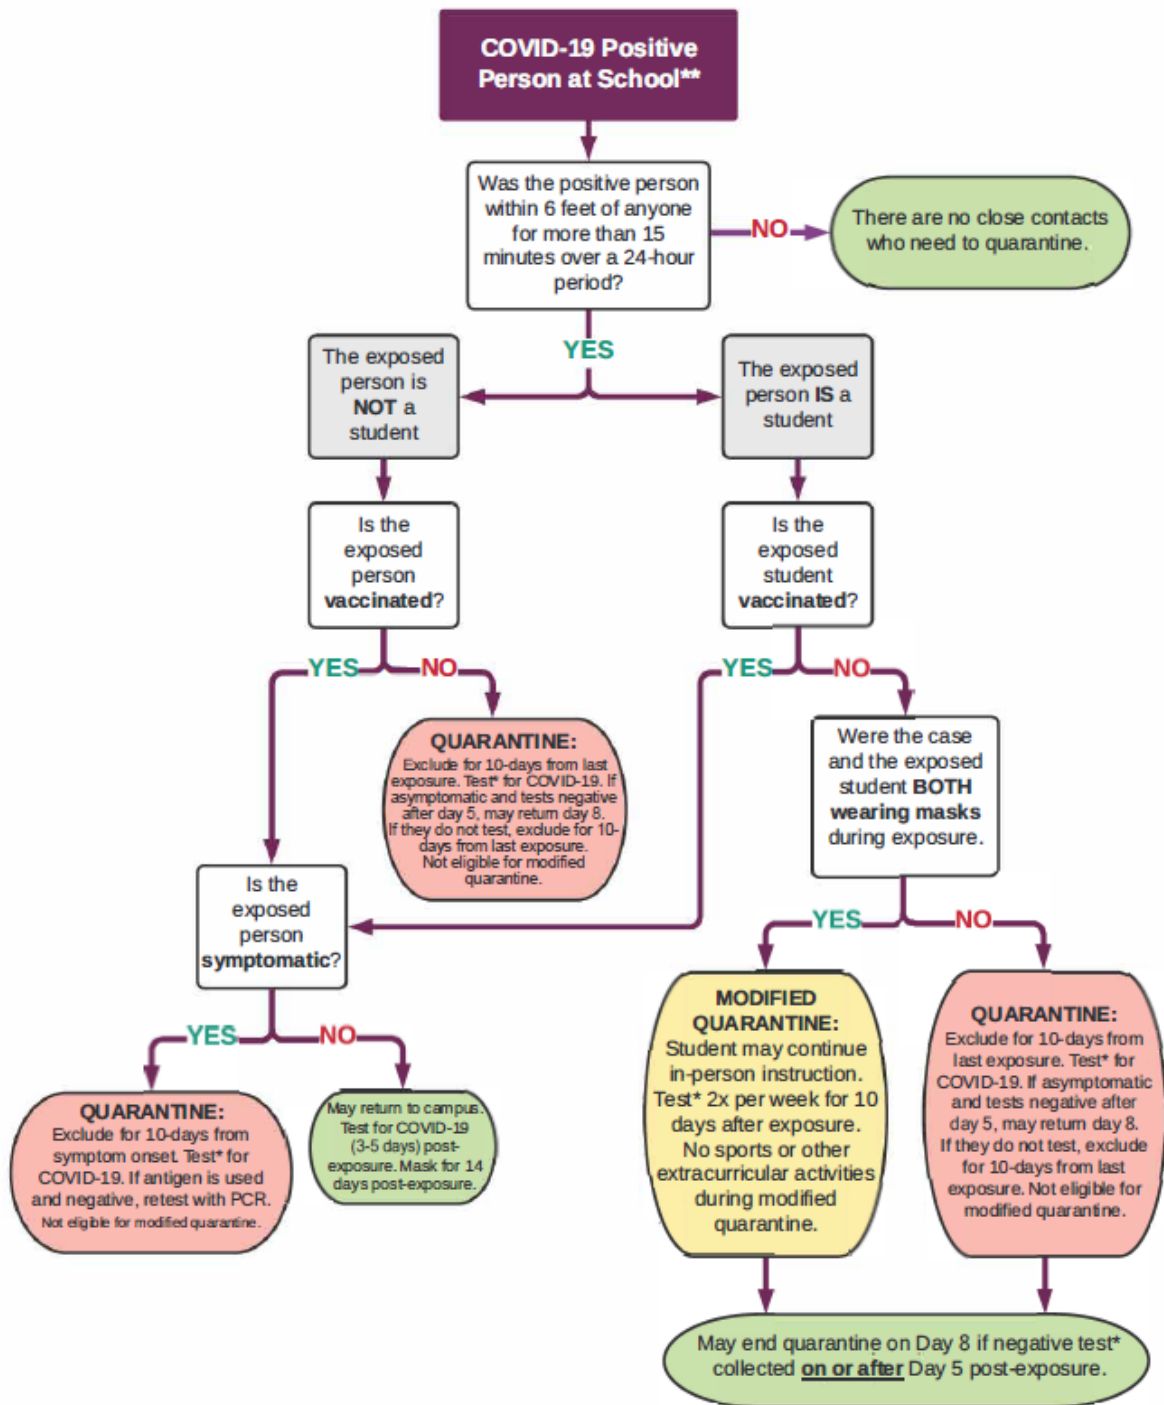 COVID-19 Positive
Person at School**
Was the positive person
within 6 feet of anyone
for more than 15
minutes over a 24-hour
period?
NO
There are no close contacts
who need to quarantine.
YES
The exposed
person is
NOT a
student
The exposed
person IS a
student
Is the
exposed
person
vaccinated?
Is the
exposed
student
vaccinated?
YES
NO
YES
NO
QUARANTINE:
Exclude for 10-days from last
exposure. Test* for COVID-19. If
asymptomatic and tests negative
after day 5, may return day 8.
If they do not test, exclude for 10-
days from last exposure.
Not eligible for modified
quarantine.
Were the case
and the exposed
student BOTH
wearing masks
during exposure.
Is the
exposed
person
symptomatic?
YES
NO
YES
NO
QUARANTINE:
Exclude for 10-days from
symptom onset. Test* for
COVID-19. If antigen is used
and negative, retest with PCR.
Not eligible for modified quarantine.
May return to campus.
Test for COVID-19
(3-5 days) post-
exposure. Mask for 14
days post-exposure.
MODIFIED
QUARANTINE:
Student may continue
in-person instruction.
Test* 2x per week for 10
days after exposure.
No sports or other
extracurricular activities
during modified
quarantine.
QUARANTINE:
Exclude for 10-days from
last exposure. Test* for
COVID-19. If asymptomatic
and tests negative after
day 5, may return day 8.
If they do not test, exclude
for 10-days from last
exposure. Not eligible for
modified quarantine.
May end quarantine on Day 8 if negative test*
collected on or after Day 5 post-exposure.